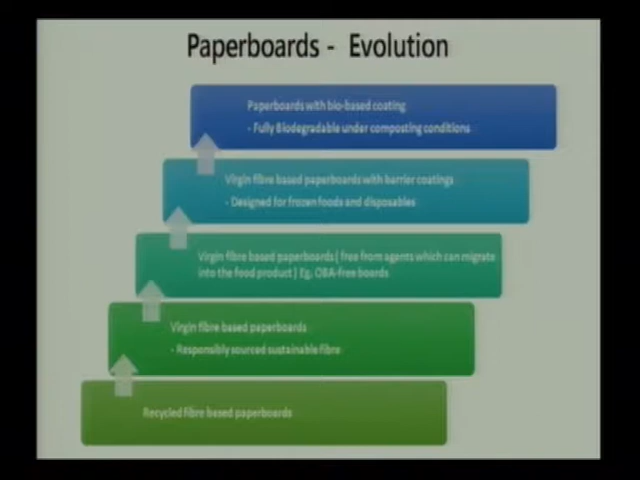 Paperboards - Evolution
Paperboards with bio-based coating
- Fully Biodegradable under composting conditions
Virgin fibre based paperboards with barrier coatings
- Designed for frozen foods and disposables
Virgin fibre based paperboards ( free from agents which can migrate
into the food product ) Eg. OBA-free boards
Virgin fibre based paperboards
- Responsibly sourced sustainable fibre
Recycled fibre based paperboards